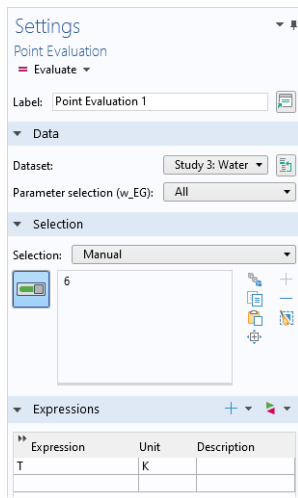 Settings
Point Evaluation
= Evaluate
Label: Point Evaluation 1
Data
Dataset: Study 3: Water
Parameter selection (w_EG): All
Selection
Selection: Manual
6
Expressions
Expression Unit Description
T K